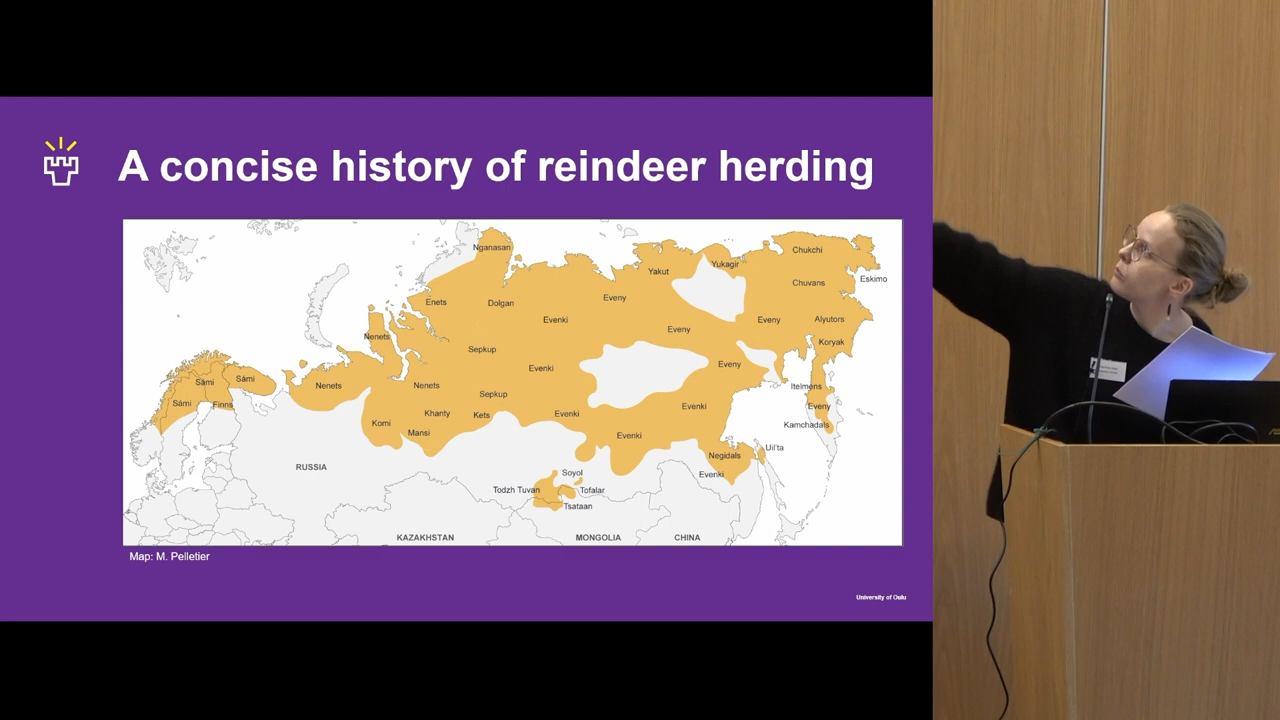 A concise history of reindeer herding
Nganasan
Chukchi
Yukagir
Yakut
Eskimo
Chuvans
Enets
Dolgan
Eveny
Evenki
Eveny
Eveny
Alyutors
Nenets
Koryak
Sepkup
Eveny
Evenki
Sámi
Sámi
Nenets
Nenets
Itelmens
Sepkup
Sámi
Finns
Evenki
Eveny
Khanty
Kets
Evenki
Komi
Kamchadals
Mansi
Evenki
Uil'ta
Negidals
RUSSIA
Soyol
Evenki
Todzh Tuvan
Tofalar
Tsataan
KAZAKHSTAN
MONGOLIA
CHINA
Map: M. Pelletier
University of Oulu